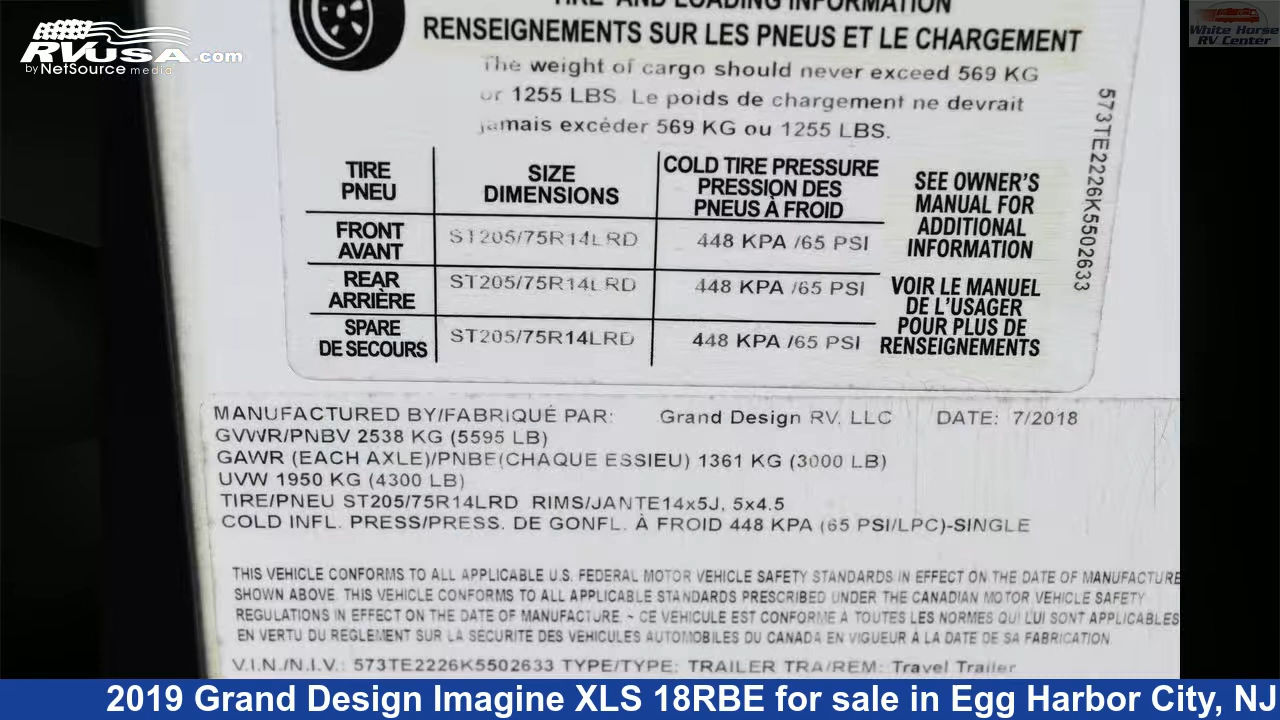 RVUSA.com
by NetSource media
White Horse
RV Center
TIRE AND LOADING INFORMATION
RENSEIGNEMENTS SUR LES PNEUS ET LE CHARGEMENT
The weight of cargo should never exceed 569 KG
or 1255 LBS. Le poids de chargement ne devrait
jamais excéder 569 KG ou 1255 LBS.
TIRE
PNEU
SIZE
DIMENSIONS
COLD TIRE PRESSURE
PRESSION DES
PNEUS À FROID
FRONT
AVANT
ST205/75R14LRD
448 KPA /65 PSI
REAR
ARRIÈRE
ST205/75R14LRD
448 KPA /65 PSI
SPARE
DE SECOURS
ST205/75R14LRD
448 KPA /65 PSI
SEE OWNER'S
MANUAL FOR
ADDITIONAL
INFORMATION
VOIR LE MANUEL
DE L'USAGER
POUR PLUS DE
RENSEIGNEMENTS
573TE2226K5502633
MANUFACTURED BY/FABRIQUÉ PAR: Grand Design RV, LLC DATE: 7/2018
GVWR/PNBV 2538 KG (5595 LB)
GAWR (EACH AXLE)/PNBE(CHAQUE ESSIEU) 1361 KG (3000 LB)
UVW 1950 KG (4300 LB)
TIRE/PNEU ST205/75R14LRD RIMS/JANTE14x5J, 5x4.5
COLD INFL. PRESS/PRESS. DE GONFL. À FROID 448 KPA (65 PSI/LPC)-SINGLE
THIS VEHICLE CONFORMS TO ALL APPLICABLE U.S. FEDERAL MOTOR VEHICLE SAFETY STANDARDS IN EFFECT ON THE DATE OF MANUFACTURE
SHOWN ABOVE. THIS VEHICLE CONFORMS TO ALL APPLICABLE STANDARDS PRESCRIBED UNDER THE CANADIAN MOTOR VEHICLE SAFETY
REGULATIONS IN EFFECT ON THE DATE OF MANUFACTURE. ~ CE VEHICULE EST CONFORME A TOUTES LES NORMES QUI LUI SONT APPLICABLES
EN VERTU DU REGLEMENT SUR LA SECURITE DES VEHICULES AUTOMOBILES DU CANADA EN VIGUEUR À LA DATE DE SA FABRICATION
V.I.N./N.I.V.: 573TE2226K5502633 TYPE/TYPE: TRAILER TRA/REM: Travel Trailer
2019 Grand Design Imagine XLS 18RBE for sale in Egg Harbor City, NJ